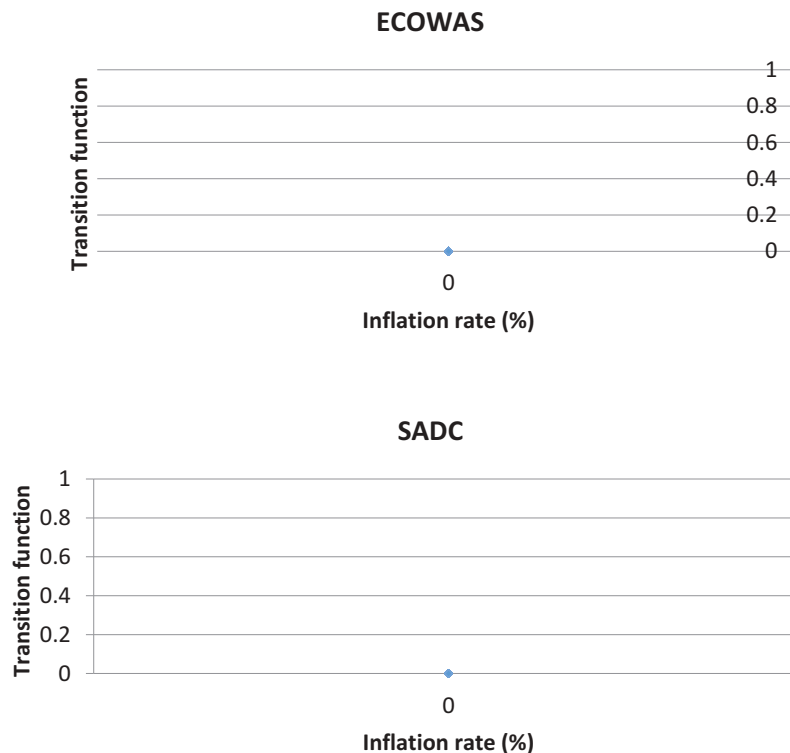 ECOWAS
Transition function
1
0.8
0.6
0.4
0.2
0
0
Inflation rate (%)
SADC
Transition function
1
0.8
0.6
0.4
0.2
0
0
Inflation rate (%)